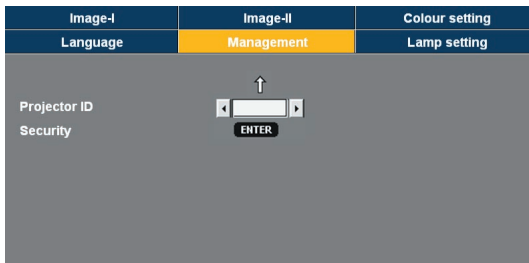 Image-I Image-II Colour setting
Language Management Lamp setting
Projector ID
Security ENTER